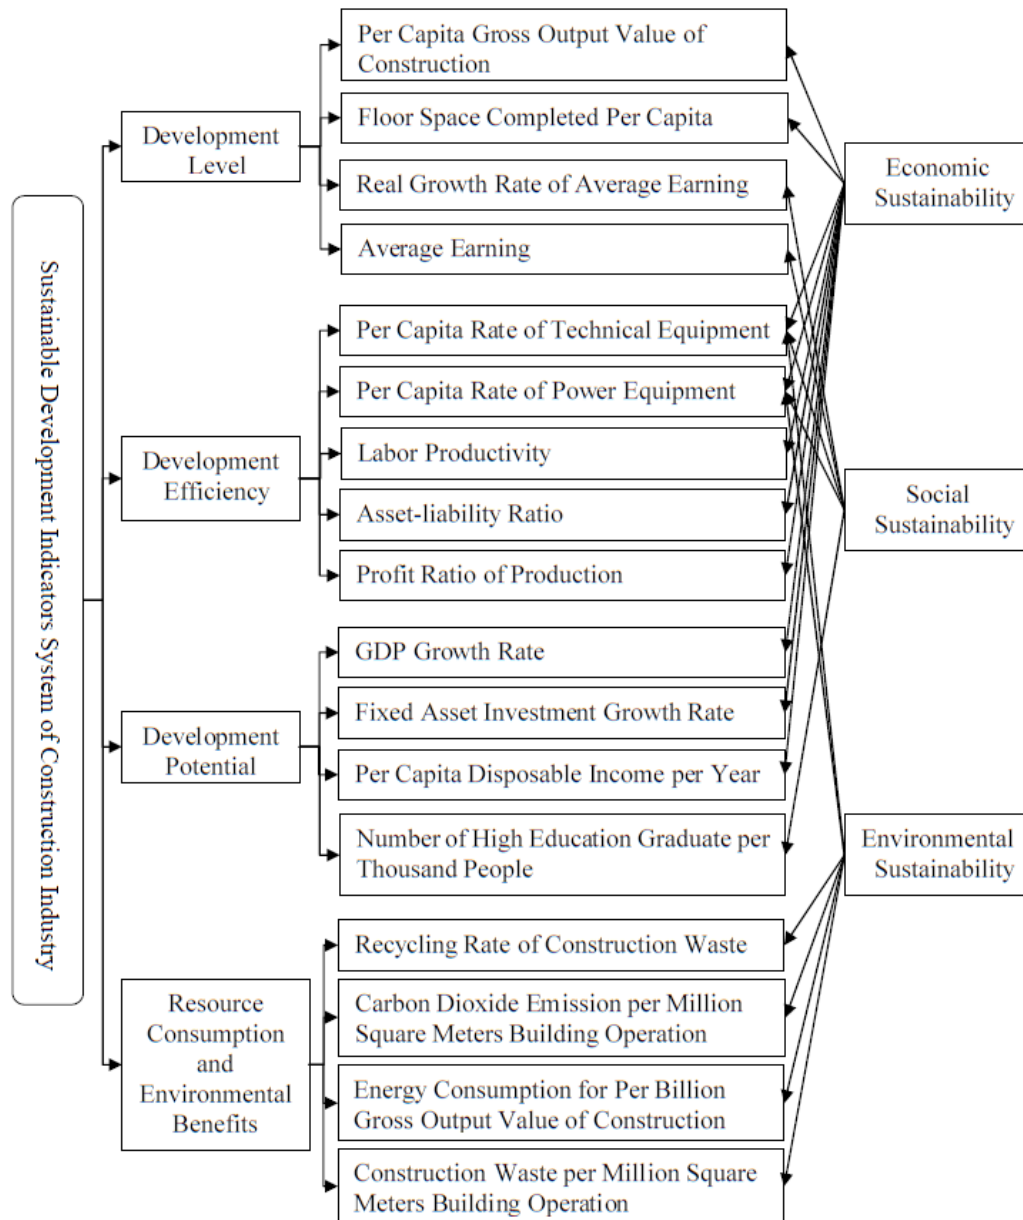 Sustainable Development Indicators System of Construction Industry
Development
Level
Development
Efficiency
Development
Potential
Resource
Consumption
and
Environmental
Benefits
Per Capita Gross Output Value of
Construction
Floor Space Completed Per Capita
Real Growth Rate of Average Earning
Average Earning
Per Capita Rate of Technical Equipment
Per Capita Rate of Power Equipment
Labor Productivity
Asset-liability Ratio
Profit Ratio of Production
GDP Growth Rate
Fixed Asset Investment Growth Rate
Per Capita Disposable Income per Year
Number of High Education Graduate per
Thousand People
Recycling Rate of Construction Waste
Carbon Dioxide Emission per Million
Square Meters Building Operation
Energy Consumption for Per Billion
Gross Output Value of Construction
Construction Waste per Million Square
Meters Building Operation
Economic
Sustainability
Social
Sustainability
Environmental
Sustainability